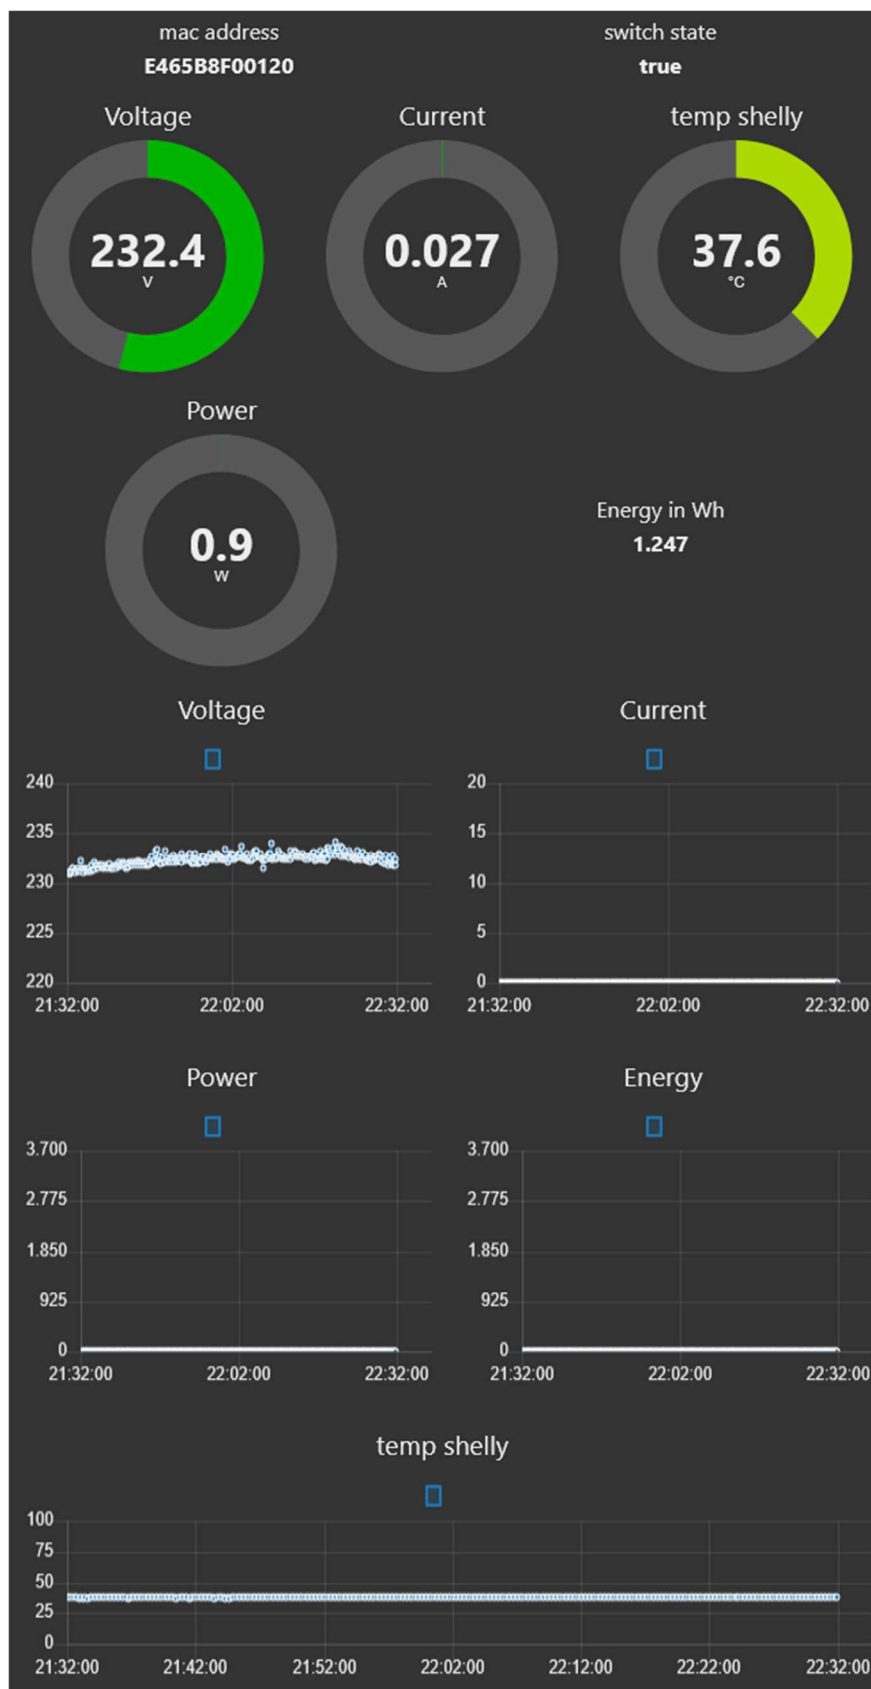 mac address switch state
E465B8F00120 true
Voltage Current temp shelly
232.4 0.027 37.6
V A °C
Power
0.9
W
Energy in Wh
1.247
Voltage Current
240 20
235 15
230 10
225 5
220 0
21:32:00 22:02:00 22:32:00 21:32:00 22:02:00 22:32:00
Power Energy
3.700 3.700
2.775 2.775
1.850 1.850
925 925
0 0
21:32:00 22:02:00 22:32:00 21:32:00 22:02:00 22:32:00
temp shelly
100
75
50
25
0
21:32:00 21:42:00 21:52:00 22:02:00 22:12:00 22:22:00 22:32:00